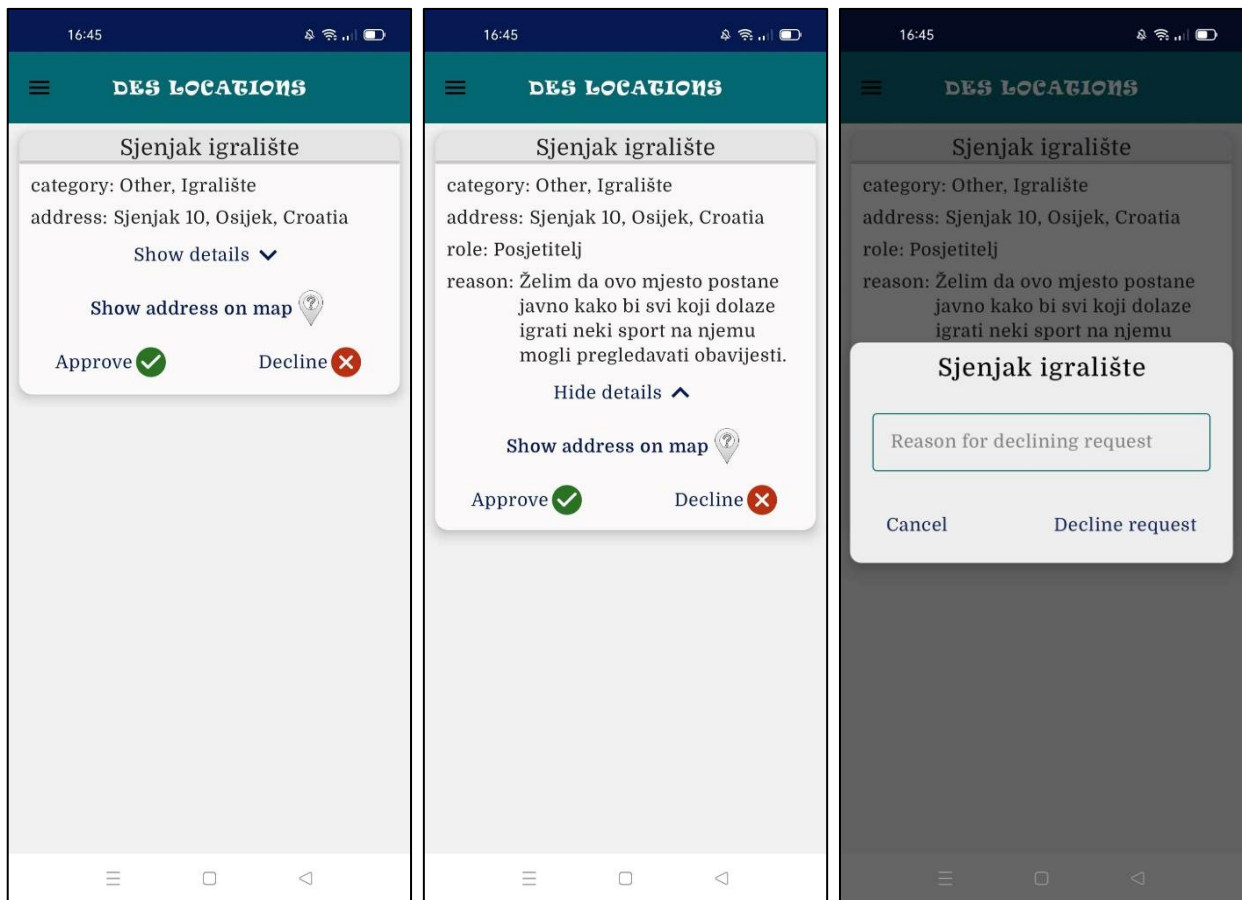 16:45
DES LOCATIONS
Sjenjak igralište
category: Other, Igralište
address: Sjenjak 10, Osijek, Croatia
Show details
Show address on map
Approve
Decline
16:45
DES LOCATIONS
Sjenjak igralište
category: Other, Igralište
address: Sjenjak 10, Osijek, Croatia
role: Posjetitelj
reason: Želim da ovo mjesto postane
javno kako bi svi koji dolaze
igrati neki sport na njemu
mogli pregledavati obavijesti.
Hide details
Show address on map
Approve
Decline
16:45
DES LOCATIONS
Sjenjak igralište
category: Other, Igralište
address: Sjenjak 10, Osijek, Croatia
role: Posjetitelj
reason: Želim da ovo mjesto postane
javno kako bi svi koji dolaze
igrati neki sport na njemu
Sjenjak igralište
Reason for declining request
Cancel
Decline request